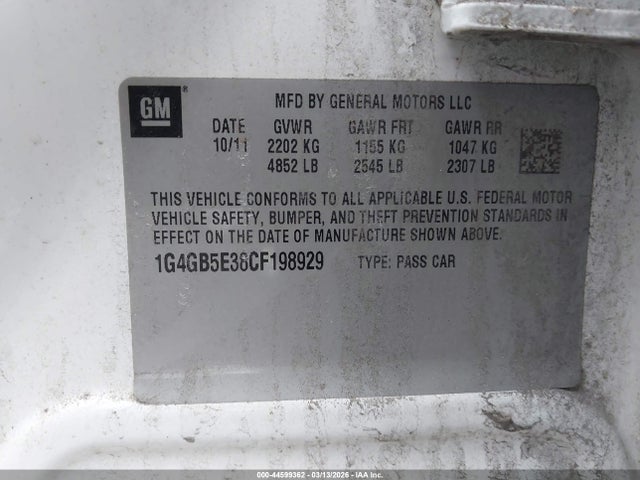 GM
MFD BY GENERAL MOTORS LLC
DATE GVWR GAWR FRT GAWR RR
10/11 2202 KG 1155 KG 1047 KG
4852 LB 2545 LB 2307 LB
THIS VEHICLE CONFORMS TO ALL APPLICABLE U.S. FEDERAL MOTOR
VEHICLE SAFETY, BUMPER, AND THEFT PREVENTION STANDARDS IN
EFFECT ON THE DATE OF MANUFACTURE SHOWN ABOVE.
1G4GB5E38CF198929 TYPE: PASS CAR
000-44599362 - 03/13/2026 - IAA Inc.